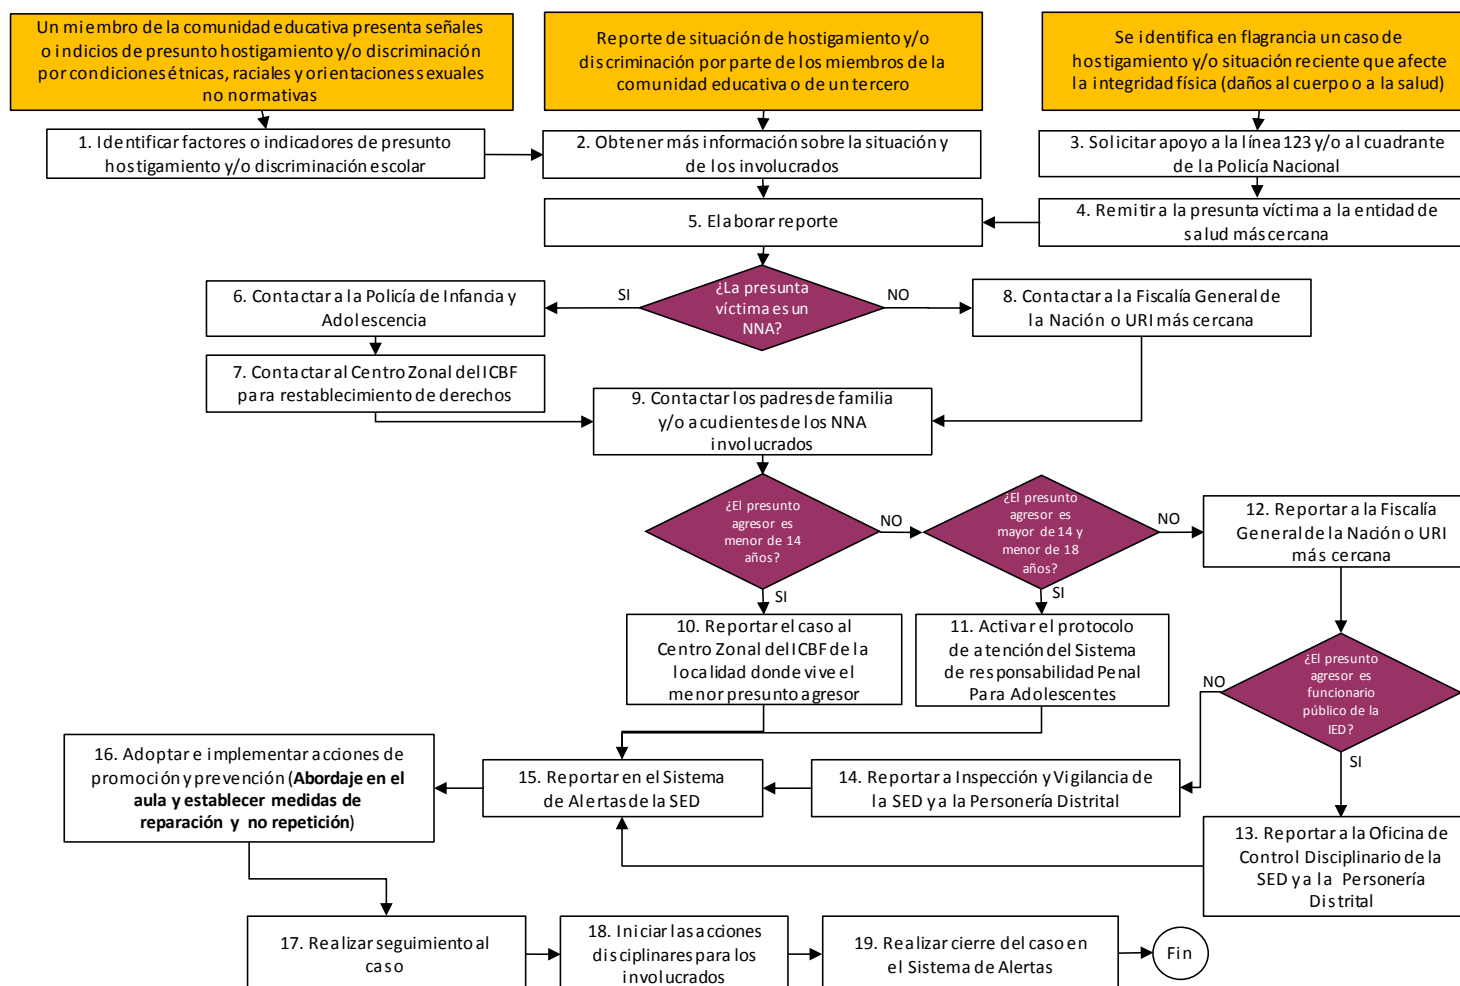 Un miembro de la comunidad educativa presenta señales
o indicios de presunto hostigamiento y/o discriminación
por condiciones étnicas, raciales y orientaciones sexuales
no normativas
Reporte de situación de hostigamiento y/o
discriminación por parte de los miembros de la
comunidad educativa o de un tercero
Se identifica en flagrancia un caso de
hostigamiento y/o situación reciente que afecte
la integridad física (daños al cuerpo o a la salud)
1. Identificar factores o indicadores de presunto
hostigamiento y/o discriminación escolar
2. Obtener más información sobre la situación y
de los involucrados
3. Solicitar apoyo a la línea 123 y/o al cuadrante
de la Policía Nacional
5. Elaborar reporte
4. Remitir a la presunta víctima a la entidad de
salud más cercana
6. Contactar a la Policía de Infancia y
Adolescencia
SI
¿La presunta
víctima es un
NNA?
NO
8. Contactar a la Fiscalía General de
la Nación o URI más cercana
7. Contactar al Centro Zonal del ICBF
para restablecimiento de derechos
9. Contactar los padres de familia
y/o acudientes de los NNA
involucrados
¿El presunto
agresor es
menor de 14
años?
NO
¿El presunto
agresor es
mayor de 14 y
menor de 18
años?
NO
12. Reportar a la Fiscalía
General de la Nación o URI
más cercana
SI
SI
10. Reportar el caso al
Centro Zonal del ICBF de la
localidad donde vive el
menor presunto agresor
11. Activar el protocolo
de atención del Sistema
de responsabilidad Penal
Para Adolescentes
NO
¿El presunto
agresor es
funcionario
público de la
IED?
SI
16. Adoptar e implementar acciones de
promoción y prevención (Abordaje en el
aula y establecer medidas de
reparación y no repetición)
15. Reportar en el Sistema
de Alertas de la SED
14. Reportar a Inspección y Vigilancia de
la SED y a la Personería Distrital
13. Reportar a la Oficina de
Control Disciplinario de la
SED y a la Personería
Distrital
17. Realizar seguimiento al
caso
18. Iniciar las acciones
disciplinares para los
involucrados
19. Realizar cierre del caso en
el Sistema de Alertas
Fin